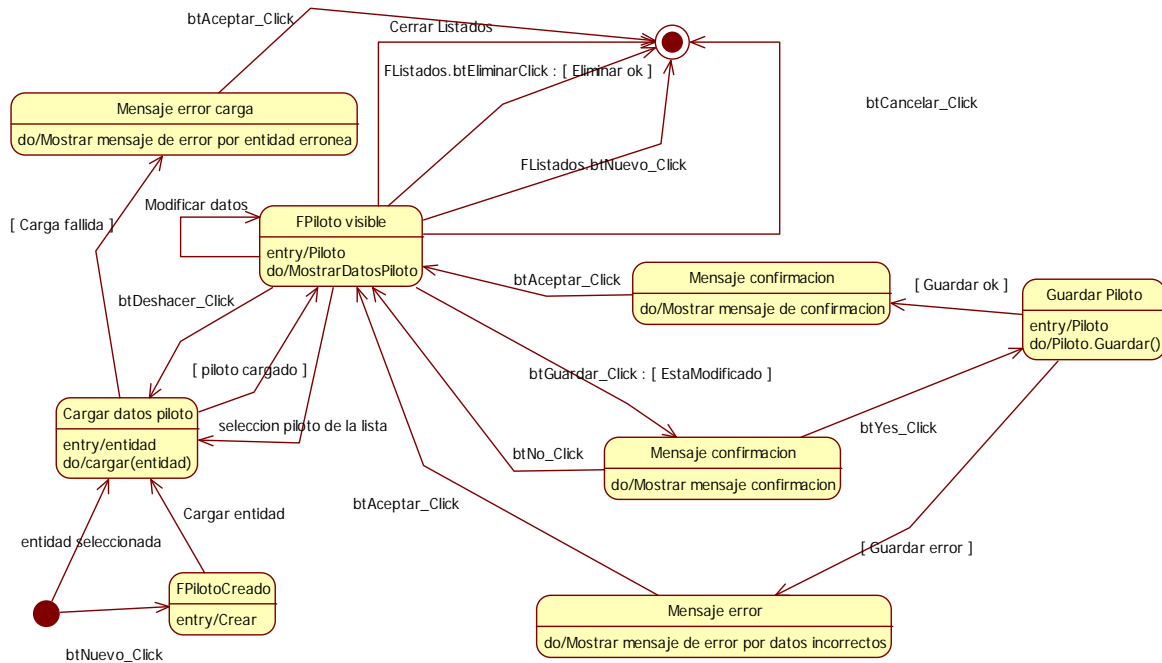 btAceptar_Click
Cerrar Listados
FListados.btEliminarClick : [ Eliminar ok ]
btCancelar_Click
Mensaje error carga
do/Mostrar mensaje de error por entidad erronea
FListados.btNuevo_Click
Modificar datos
[ Carga fallida ]
FPiloto visible
entry/Piloto
do/MostrarDatosPiloto
btAceptar_Click
Mensaje confirmacion
do/Mostrar mensaje de confirmacion
[ Guardar ok ]
Guardar Piloto
entry/Piloto
do/Piloto.Guardar()
btDeshacer_Click
[ piloto cargado ]
btGuardar_Click : [ EstaModificado ]
Cargar datos piloto
entry/entidad
do/cargar(entidad)
seleccion piloto de la lista
btYes_Click
btNo_Click
Mensaje confirmacion
do/Mostrar mensaje confirmacion
btAceptar_Click
Cargar entidad
entidad seleccionada
[ Guardar error ]
FPilotoCreado
entry/Crear
Mensaje error
do/Mostrar mensaje de error por datos incorrectos
btNuevo_Click